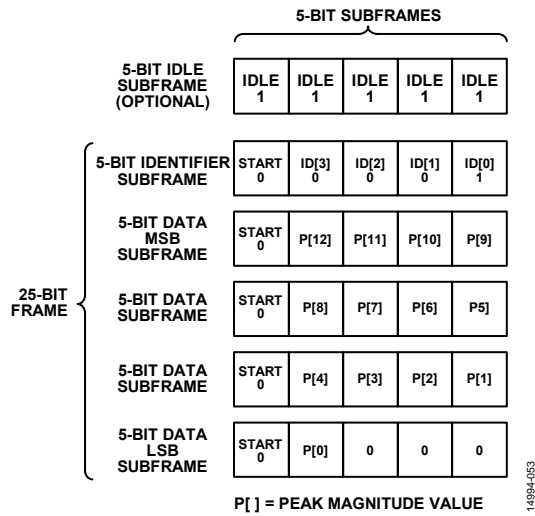 5-BIT SUBFRAMES
5-BIT IDLE
SUBFRAME
(OPTIONAL)
IDLE IDLE IDLE IDLE IDLE
1 1 1 1 1
5-BIT IDENTIFIER
SUBFRAME
START ID[3] ID[2] ID[1] ID[0]
0 0 0 0 1
5-BIT DATA
MSB
SUBFRAME
START
0
P[12] P[11] P[10] P[9]
25-BIT
FRAME
5-BIT DATA
SUBFRAME
START
0
P[8] P[7] P[6] P5]
5-BIT DATA
SUBFRAME
START
0
P[4] P[3] P[2] P[1]
5-BIT DATA
LSB
SUBFRAME
START
0
P[0] 0 0 0
P[ ] = PEAK MAGNITUDE VALUE
14994-053